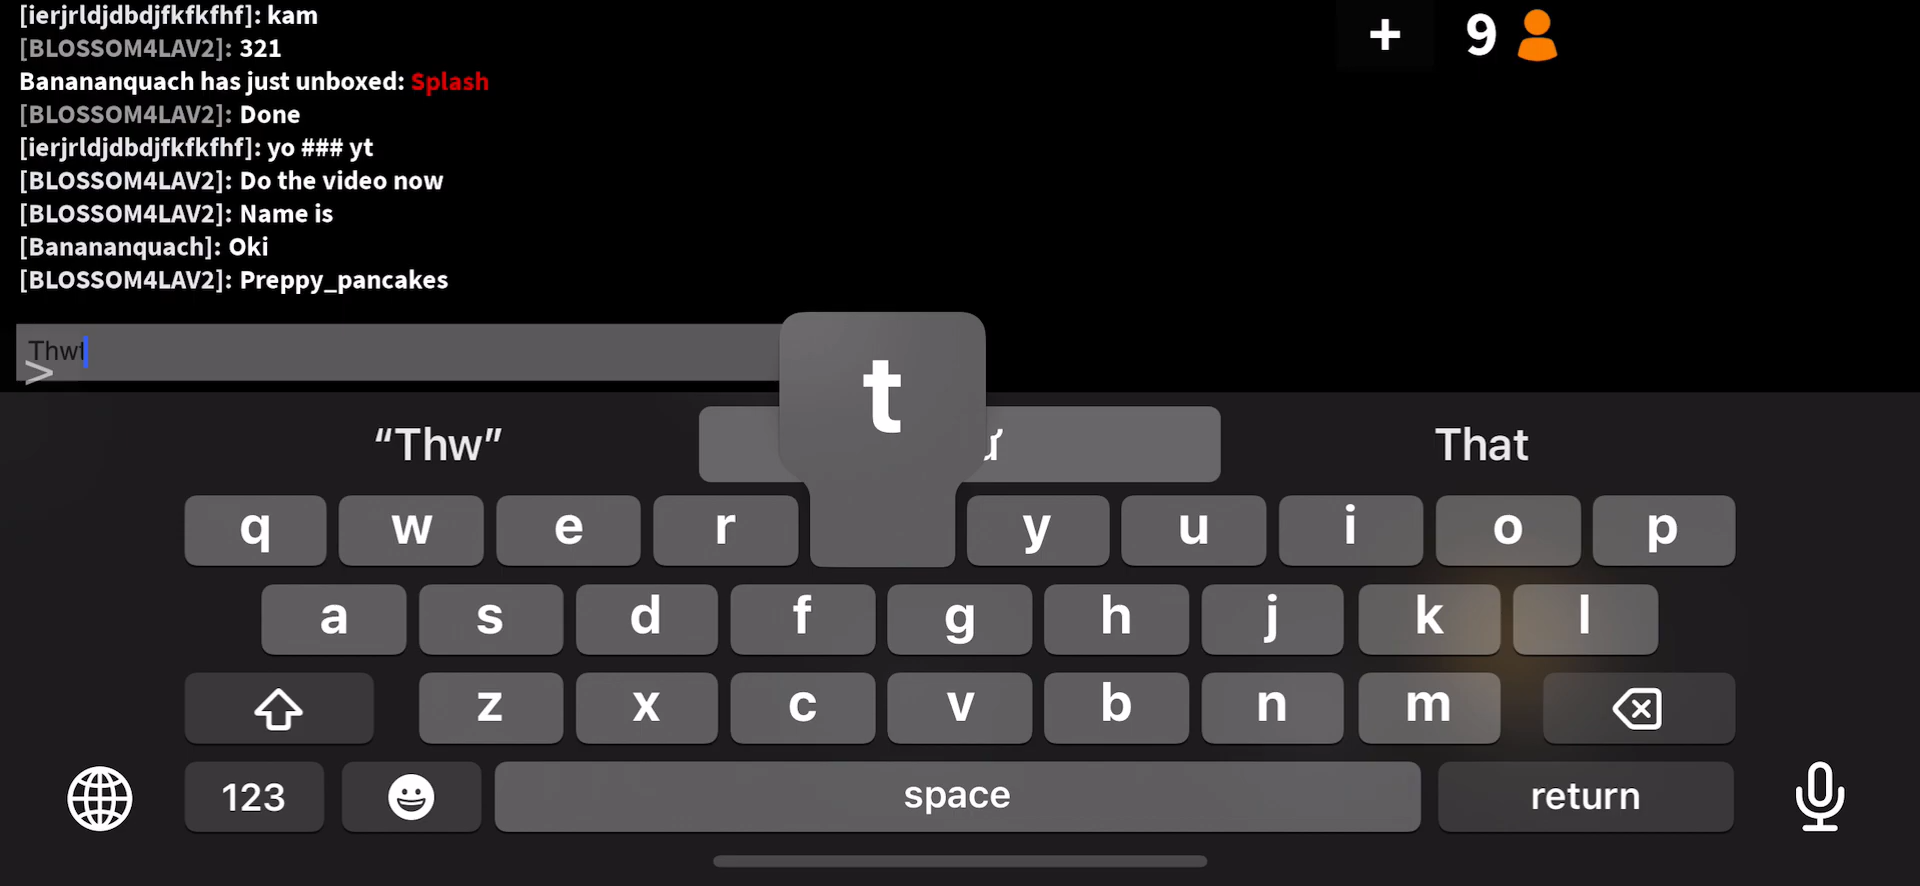 [ierjrldjdbdjfkfkfhf]: kam
[BLOSSOM4LAV2]: 321
Banananquach has just unboxed: Splash
[BLOSSOM4LAV2]: Done
[ierjrldjdbdjfkfkfhf]: yo ### yt
[BLOSSOM4LAV2]: Do the video now
[BLOSSOM4LAV2]: Name is
[Banananquach]: Oki
[BLOSSOM4LAV2]: Preppy_pancakes
+ 9
Thwt
>
t
“Thw” That
q w e r y u i o p
a s d f g h j k l
z x c v b n m
123 space return